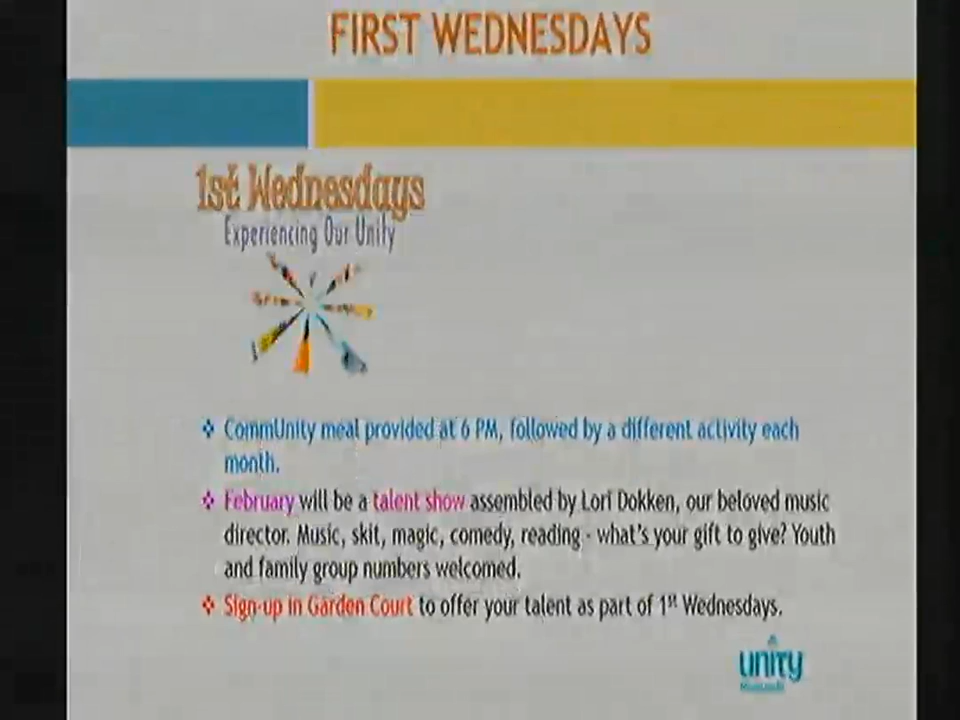 FIRST WEDNESDAYS
1st Wednesdays
Experiencing Our Unity
❖ CommUnity meal provided at 6 PM, followed by a different activity each
month.
❖ February will be a talent show assembled by Lori Dokken, our beloved music
director. Music, skit, magic, comedy, reading - what's your gift to give? Youth
and family group numbers welcomed.
❖ Sign-up in Garden Court to offer your talent as part of 1st Wednesdays.
unity